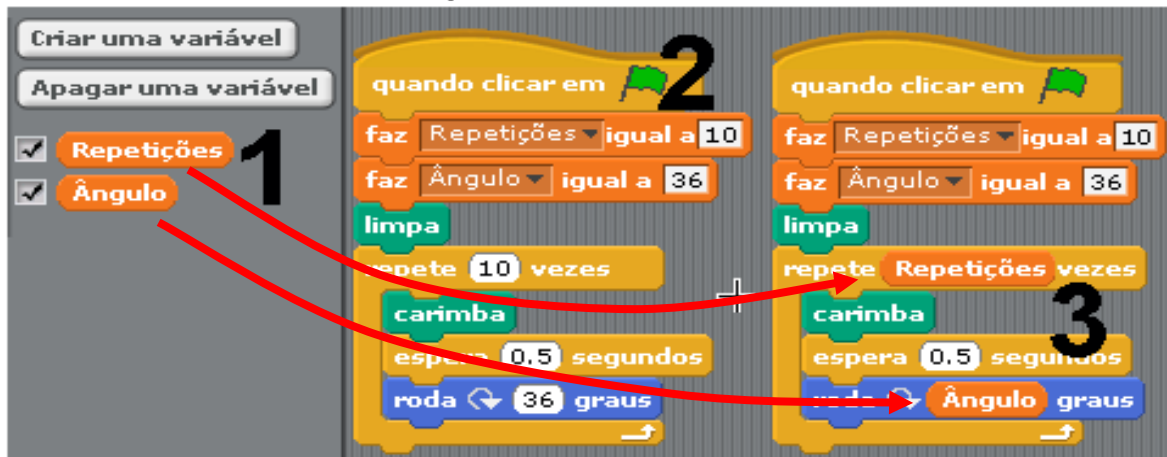 Criar uma variável
Apagar uma variável
Repetições
Ângulo
1
quando clicar em
2
faz Repetições igual a 10
faz Ângulo igual a 36
limpa
repete 10 vezes
carimba
espera 0.5 segundos
roda 36 graus
quando clicar em
faz Repetições igual a 10
faz Ângulo igual a 36
limpa
repete Repetições vezes
3
carimba
espera 0.5 segundos
roda Ângulo graus